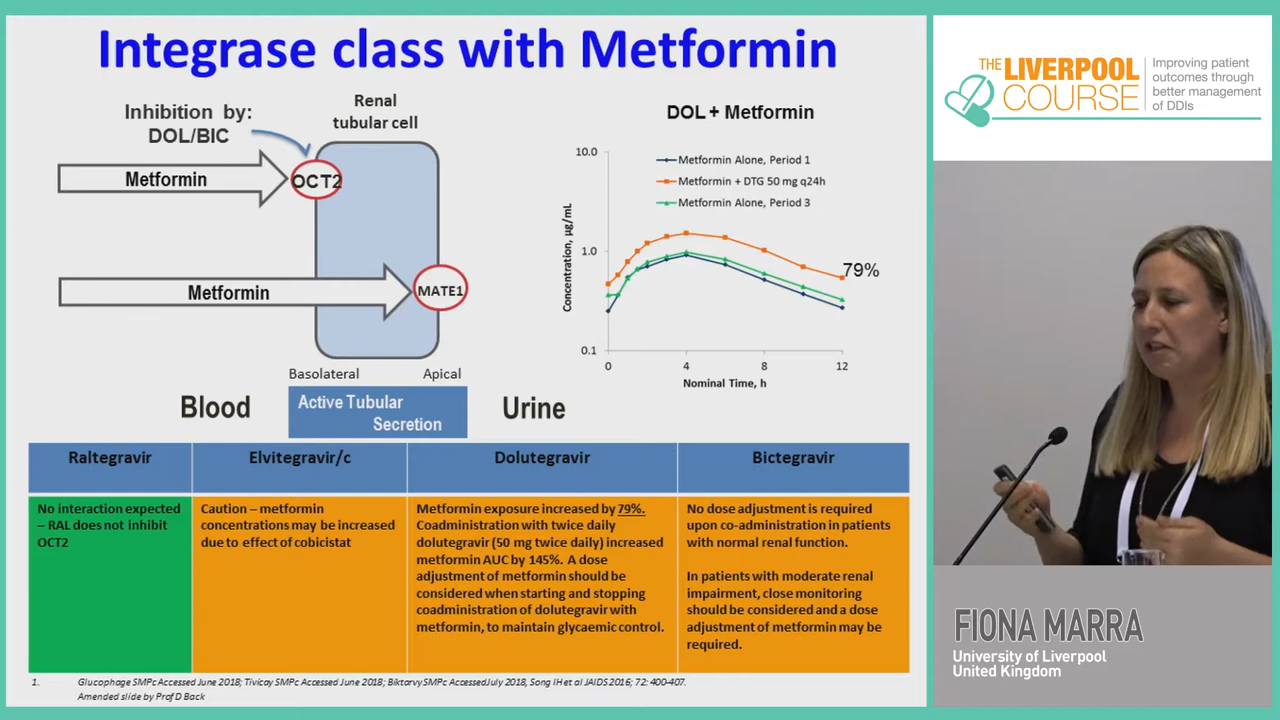 Integrase class with Metformin
Inhibition by:
DOL/BIC
Renal
tubular cell
Metformin
OCT2
Metformin
MATE1
Basolateral
Apical
Blood
Active Tubular
Secretion
Urine
DOL + Metformin
Concentration, µg/mL
10.0
1.0
0.1
Metformin Alone, Period 1
Metformin + DTG 50 mg q24h
Metformin Alone, Period 3
79%
0 4 8 12
Nominal Time, h
Raltegravir
No interaction expected
– RAL does not inhibit
OCT2
Elvitegravir/c
Caution – metformin
concentrations may be increased
due to effect of cobicistat
Dolutegravir
Metformin exposure increased by 79%.
Coadministration with twice daily
dolutegravir (50 mg twice daily) increased
metformin AUC by 145%. A dose
adjustment of metformin should be
considered when starting and stopping
coadministration of dolutegravir with
metformin, to maintain glycaemic control.
Bictegravir
No dose adjustment is required
upon co-administration in patients
with normal renal function.
In patients with moderate renal
impairment, close monitoring
should be considered and a dose
adjustment of metformin may be
required.
1. Glucophage SMPc Accessed June 2018; Tivicay SMPc Accessed June 2018; Biktarvy SMPc Accessed July 2018, Song IH et al JAIDS 2016; 72: 400-407.
Amended slide by Prof D Back
THE LIVERPOOL
COURSE
Improving patient
outcomes through
better management
of DDIs
FIONA MARRA
University of Liverpool
United Kingdom